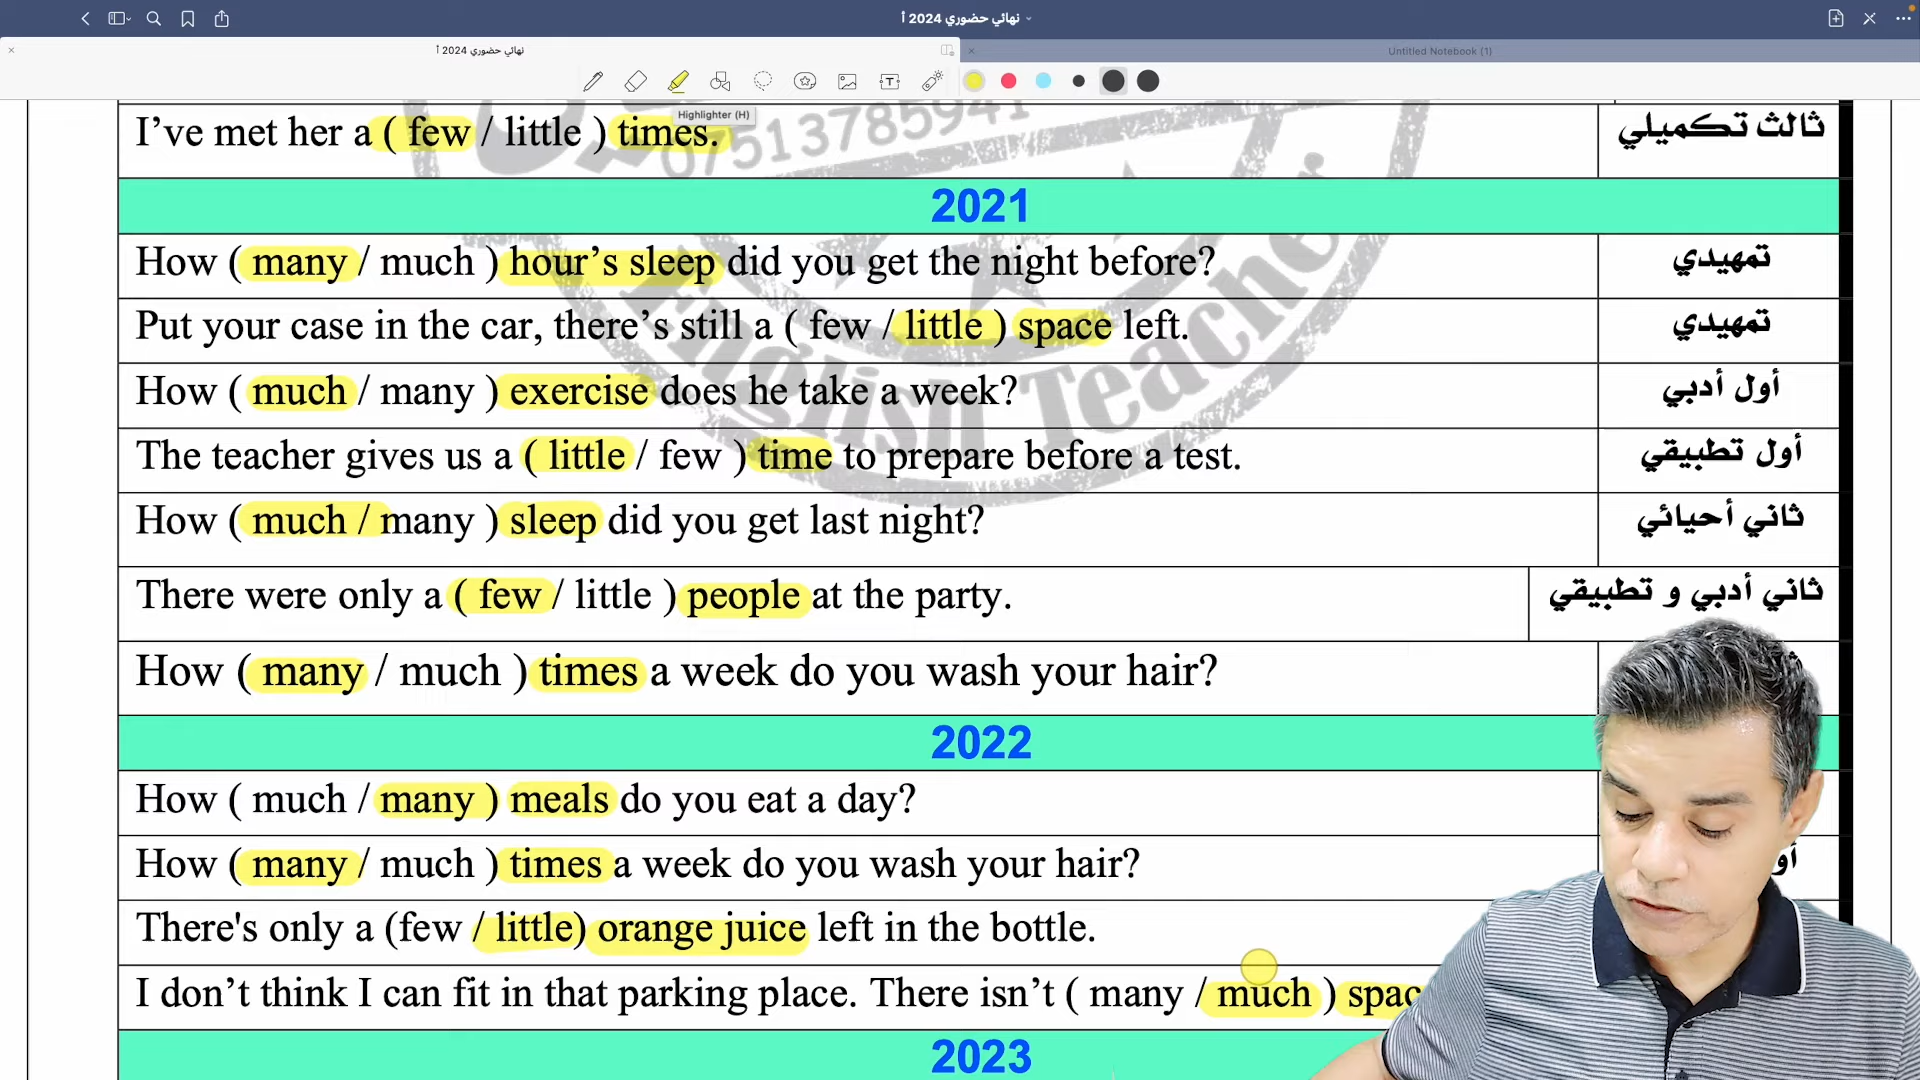 نهائي حضوري 2024 أ
نهائي حضوري 2024 أ
Untitled Notebook (1)
Highlighter (H)
07513785941
I’ve met her a ( few / little ) times.
ثالث تكميلي
2021
How ( many / much ) hour’s sleep did you get the night before?
تمهيدي
Put your case in the car, there’s still a ( few / little ) space left.
تمهيدي
How ( much / many ) exercise does he take a week?
أول أدبي
The teacher gives us a ( little / few ) time to prepare before a test.
أول تطبيقي
How ( much / many ) sleep did you get last night?
ثاني أحيائي
English Teacher
There were only a ( few / little ) people at the party.
ثاني أدبي و تطبيقي
How ( many / much ) times a week do you wash your hair?
2022
How ( much / many ) meals do you eat a day?
How ( many / much ) times a week do you wash your hair?
There's only a (few / little) orange juice left in the bottle.
I don’t think I can fit in that parking place. There isn’t ( many / much )
2023